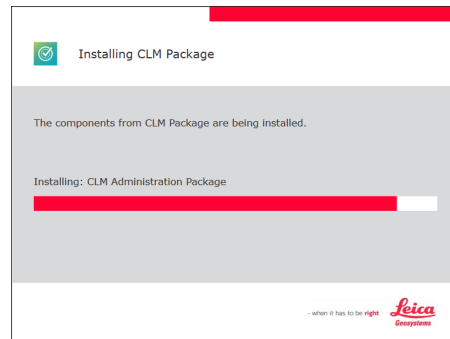 Installing CLM Package
The components from CLM Package are being installed.
Installing: CLM Administration Package
- when it has to be right
Leica
Geosystems